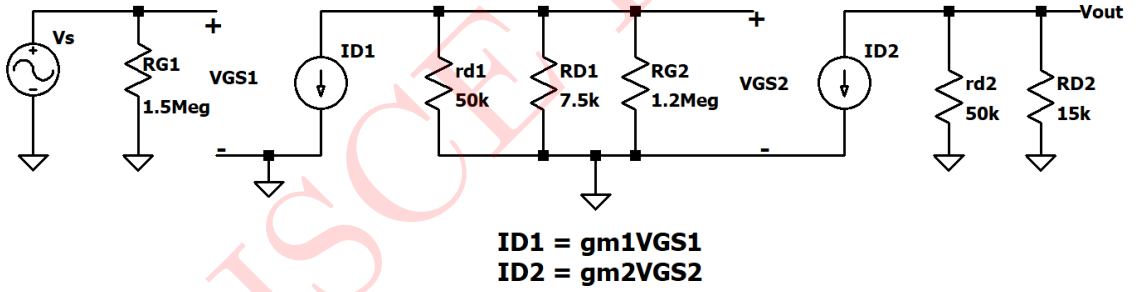 Vs
+
-
RG1
1.5Meg
+
VGS1
-
ID1
rd1
50k
RD1
7.5k
RG2
1.2Meg
+
VGS2
-
ID2
rd2
50k
RD2
15k
Vout
ID1 = gm1VGS1
ID2 = gm2VGS2